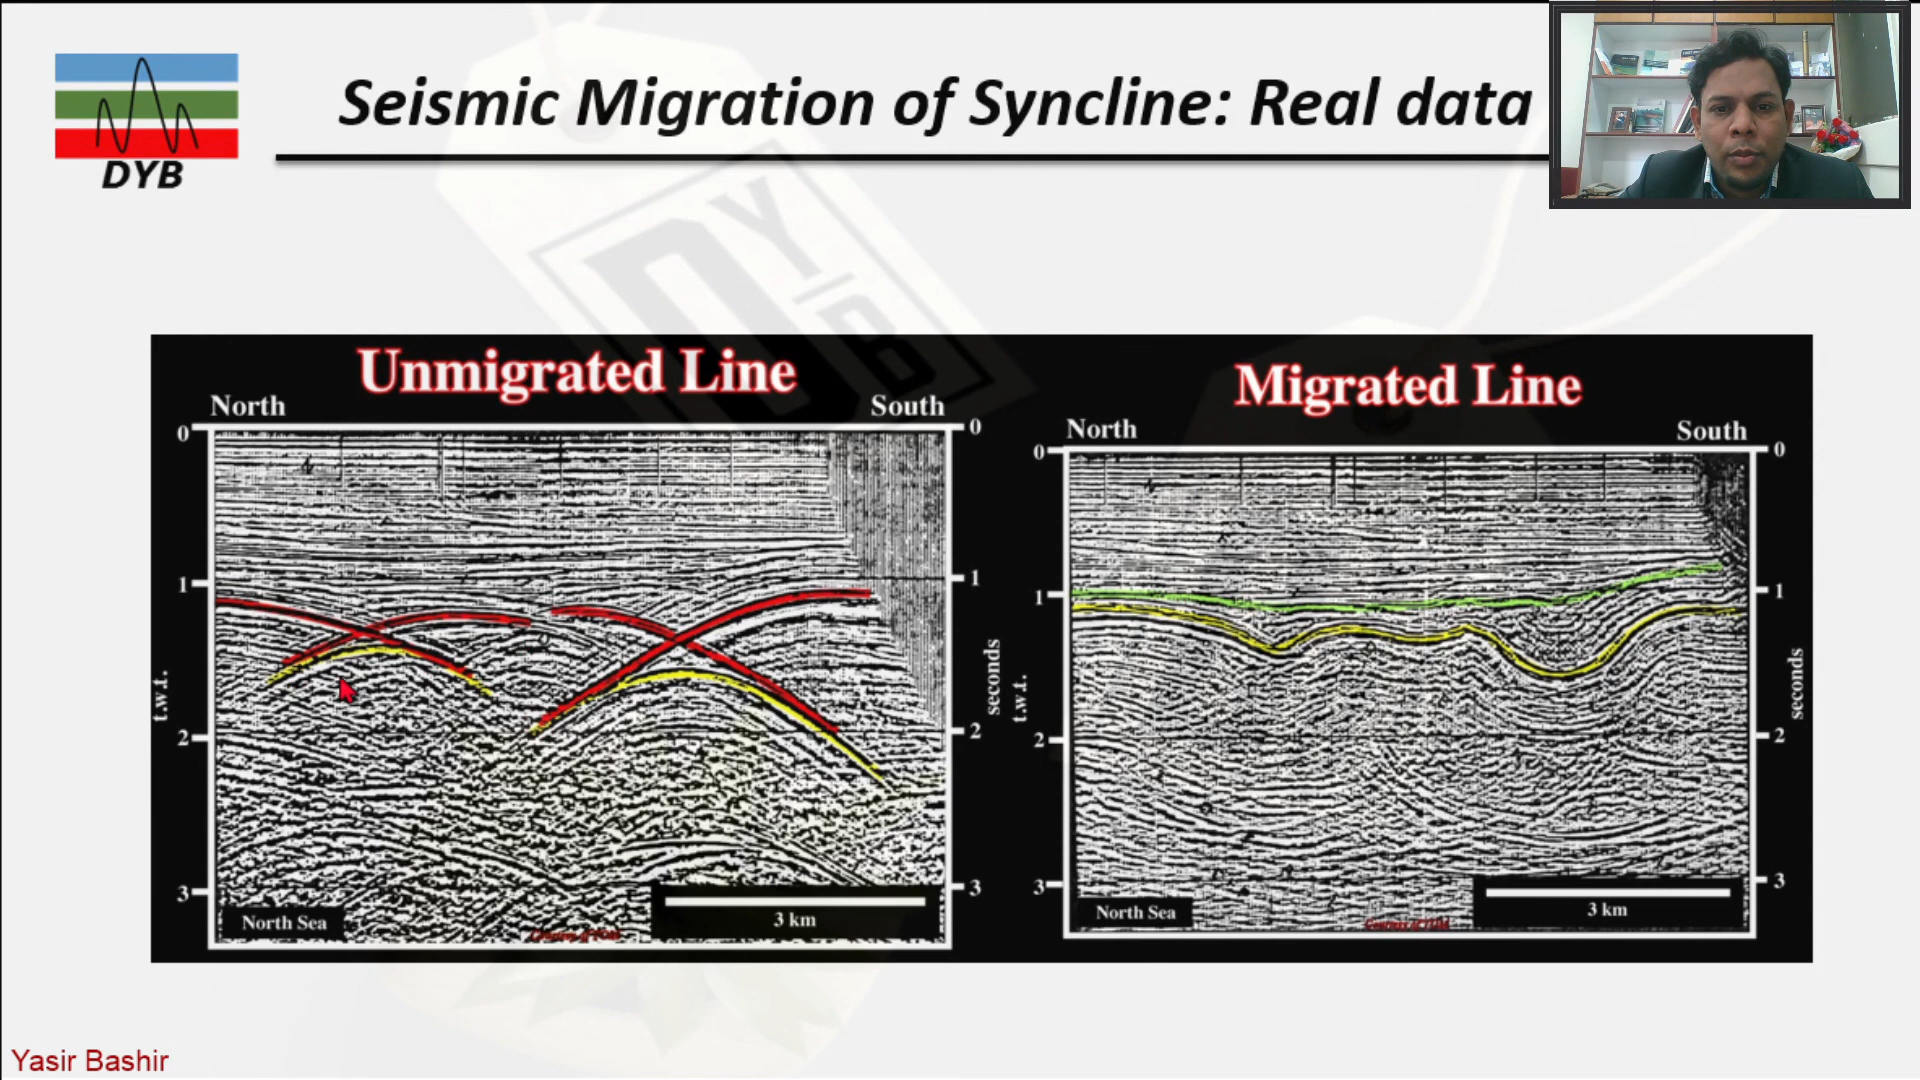 Seismic Migration of Syncline: Real data
DYB
Unmigrated Line
North
South
0
0
1
1
2
2
3
3
t.w.t.
seconds
North Sea
3 km
Migrated Line
North
South
0
0
1
1
2
2
3
3
t.w.t.
seconds
North Sea
3 km
Yasir Bashir